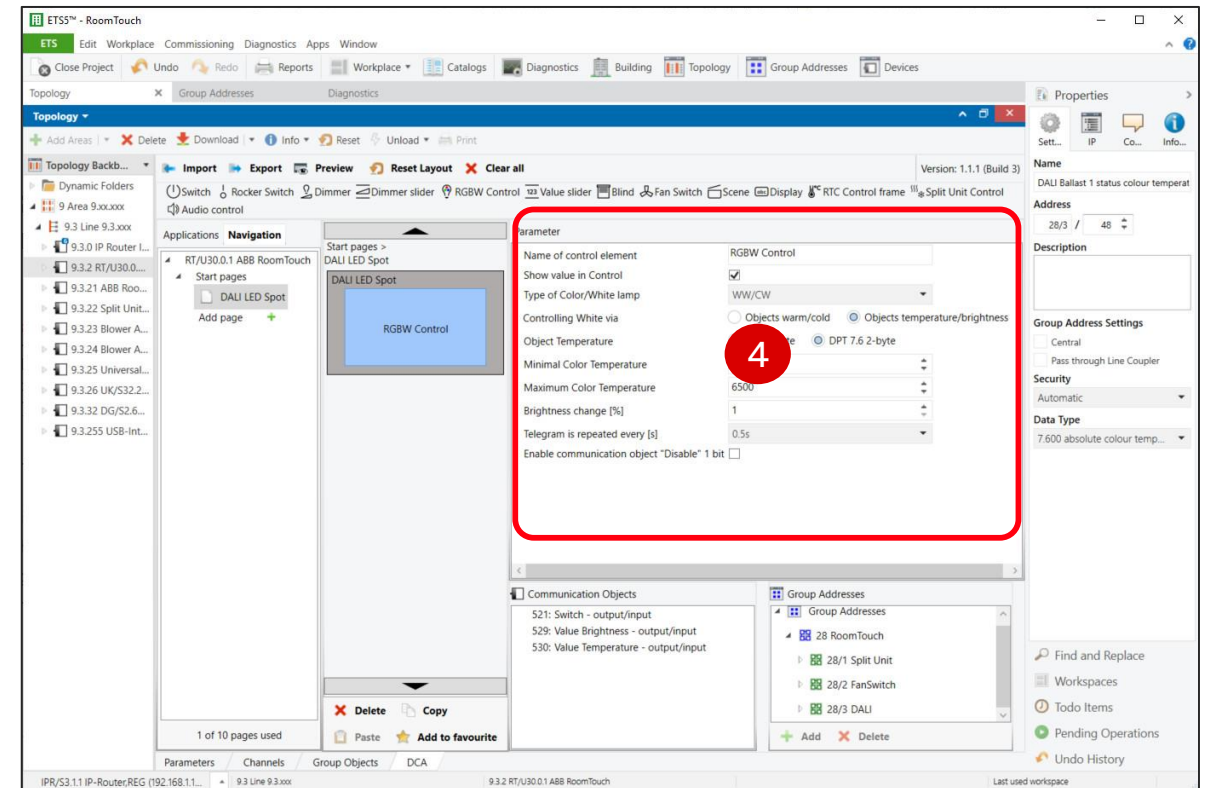 ETS5™ - RoomTouch
ETS Edit Workplace Commissioning Diagnostics Apps Window
Close Project Undo Redo Reports Workplace Catalogs Diagnostics Building Topology Group Addresses Devices
Topology Group Addresses Diagnostics
Topology
Add Areas Delete Download Info Reset Unload Print
Topology Backb...
Dynamic Folders
9 Area 9.xx.xxx
9.3 Line 9.3.xxx
9.3.0 IP Router I...
9.3.2 RT/U30.0....
9.3.21 ABB Roo...
9.3.22 Split Unit...
9.3.23 Blower A...
9.3.24 Blower A...
9.3.25 Universal...
9.3.26 UK/S32.2...
9.3.32 DG/S2.6...
9.3.255 USB-Int...
Import Export Preview Reset Layout Clear all Version: 1.1.1 (Build 3)
Switch Rocker Switch Dimmer Dimmer slider RGBW Control 123 Value slider Blind Fan Switch Scene abc Display RTC Control frame Split Unit Control
Audio control
Applications Navigation
RT/U30.0.1 ABB RoomTouch
Start pages
DALI LED Spot
Add page +
1 of 10 pages used
Start pages >
DALI LED Spot
DALI LED Spot
RGBW Control
Delete Copy
Paste Add to favourite
Parameter
Name of control element RGBW Control
Show value in Control
Type of Color/White lamp WW/CW
Controlling White via Objects warm/cold Objects temperature/brightness
Object Temperature DPT 7.6 2-byte
4
Minimal Color Temperature
Maximum Color Temperature 6500
Brightness change [%] 1
Telegram is repeated every [s] 0.5s
Enable communication object "Disable" 1 bit
Communication Objects
521: Switch - output/input
529: Value Brightness - output/input
530: Value Temperature - output/input
Group Addresses
Group Addresses
28 RoomTouch
28/1 Split Unit
28/2 FanSwitch
28/3 DALI
Add Delete
Parameters Channels Group Objects DCA
Properties
Sett... IP Co... Info...
Name
DALI Ballast 1 status colour temperat
Address
28/3 / 48
Description
Group Address Settings
Central
Pass through Line Coupler
Security
Automatic
Data Type
7.600 absolute colour temp...
Find and Replace
Workspaces
Todo Items
Pending Operations
Undo History
IPR/S3.1.1 IP-Router,REG (192.168.1.1... 9.3 Line 9.3.xxx 9.3.2 RT/U30.0.1 ABB RoomTouch Last used workspace